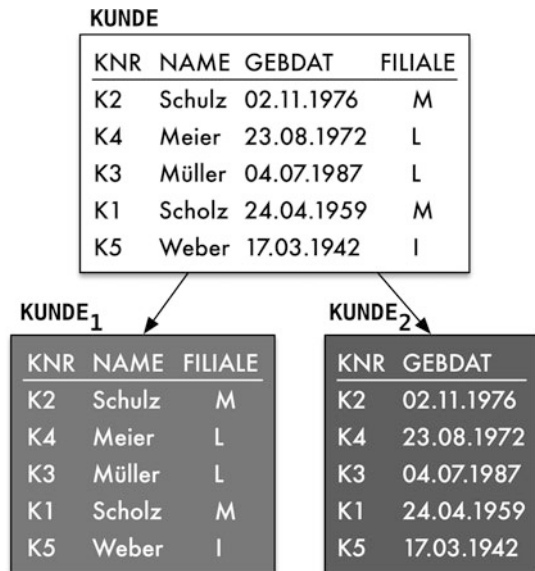 KUNDE
KNR NAME GEBDAT FILIALE
K2 Schulz 02.11.1976 M
K4 Meier 23.08.1972 L
K3 Müller 04.07.1987 L
K1 Scholz 24.04.1959 M
K5 Weber 17.03.1942 I
KUNDE1
KNR NAME FILIALE
K2 Schulz M
K4 Meier L
K3 Müller L
K1 Scholz M
K5 Weber I
KUNDE2
KNR GEBDAT
K2 02.11.1976
K4 23.08.1972
K3 04.07.1987
K1 24.04.1959
K5 17.03.1942